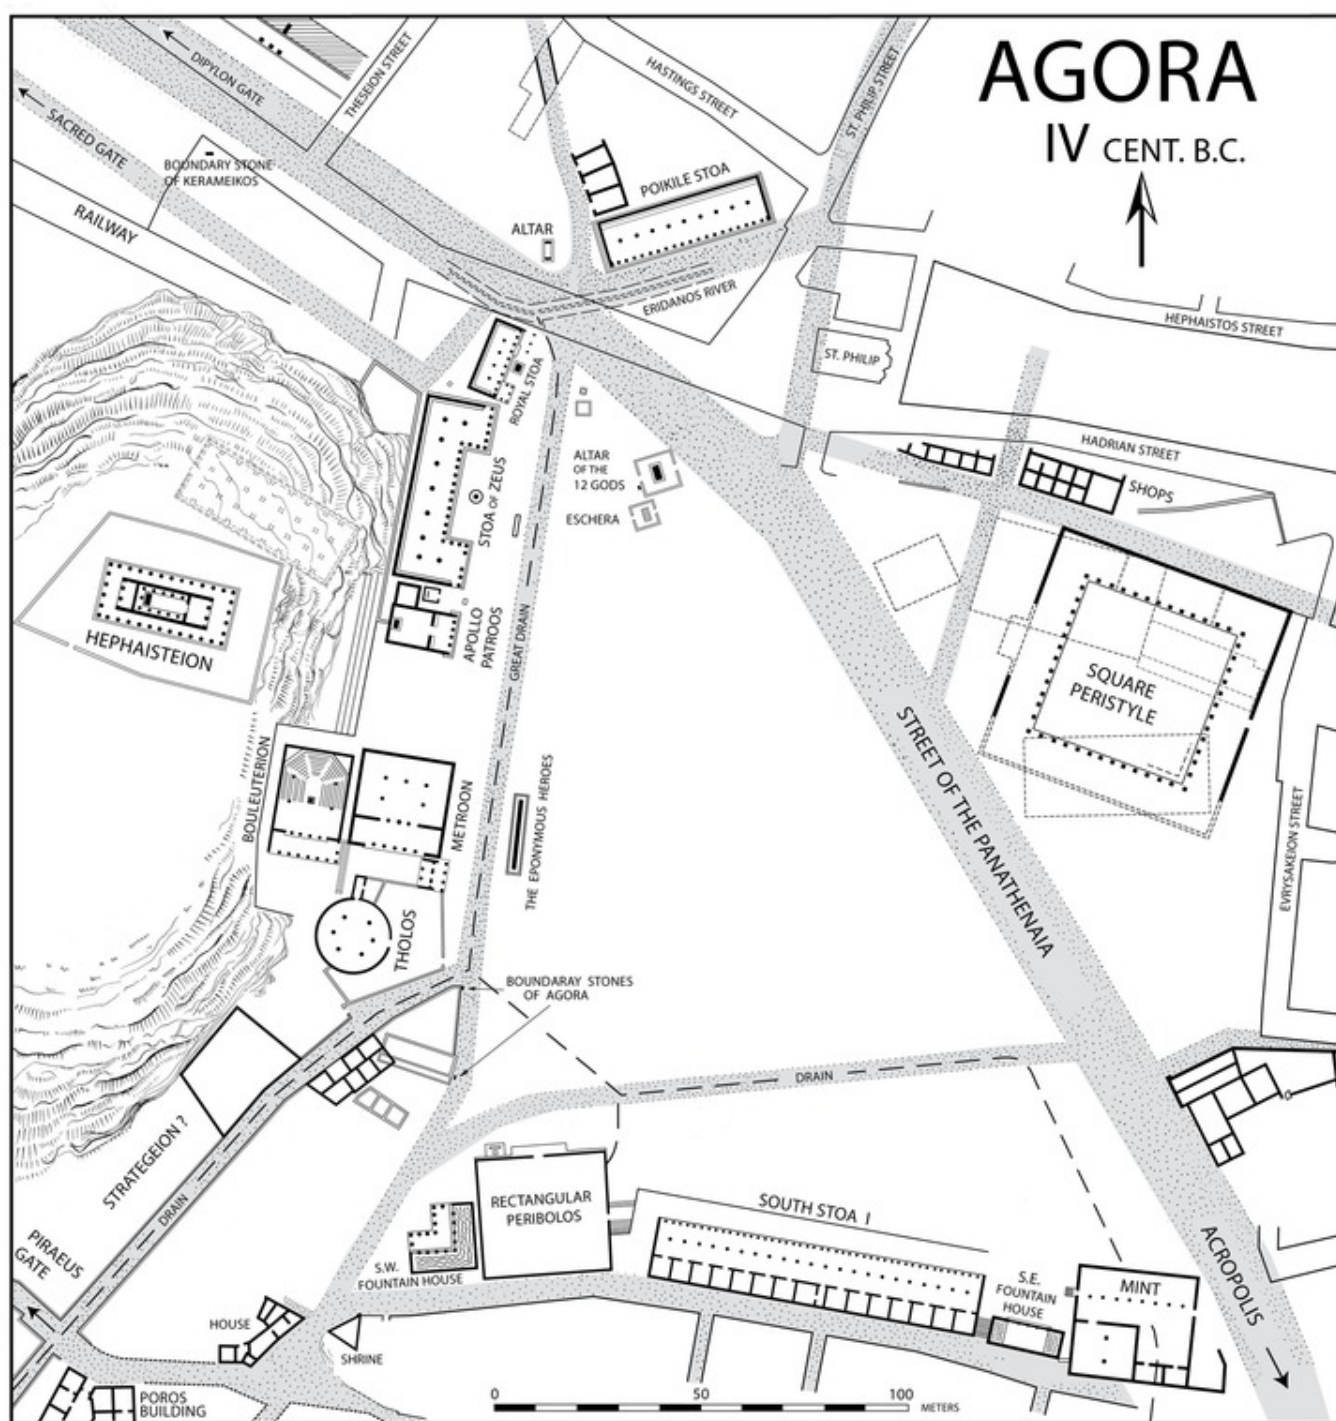 AGORA
IV CENT. B.C.
DIPYLON GATE
THESEION STREET
HASTINGS STREET
ST. PHILIP STREET
SACRED GATE
BOUNDARY STONE
OF KERAMEIKOS
RAILWAY
POIKILE STOA
ALTAR
ERIDANOS RIVER
HEPHAISTOS STREET
ST. PHILIP
ROYAL STOA
HADRIAN STREET
SHOPS
ALTAR
OF THE
12 GODS
ESCHERA
STOA OF ZEUS
HEPHAISTEION
APOLLO
PATROOS
GREAT DRAIN
SQUARE
PERISTYLE
STREET OF THE PANATHENAIA
BOULEUTERION
METROON
THE EPONYMOUS HEROES
EVRYSAKEION STREET
THOLOS
BOUNDARAY STONES
OF AGORA
DRAIN
STRATEGEION ?
DRAIN
RECTANGULAR
PERIBOLOS
SOUTH STOA I
PIRAEUS
GATE
S.W.
FOUNTAIN HOUSE
S.E.
FOUNTAIN
HOUSE
MINT
ACROPOLIS
HOUSE
SHRINE
POROS
BUILDING
0 50 100
METERS